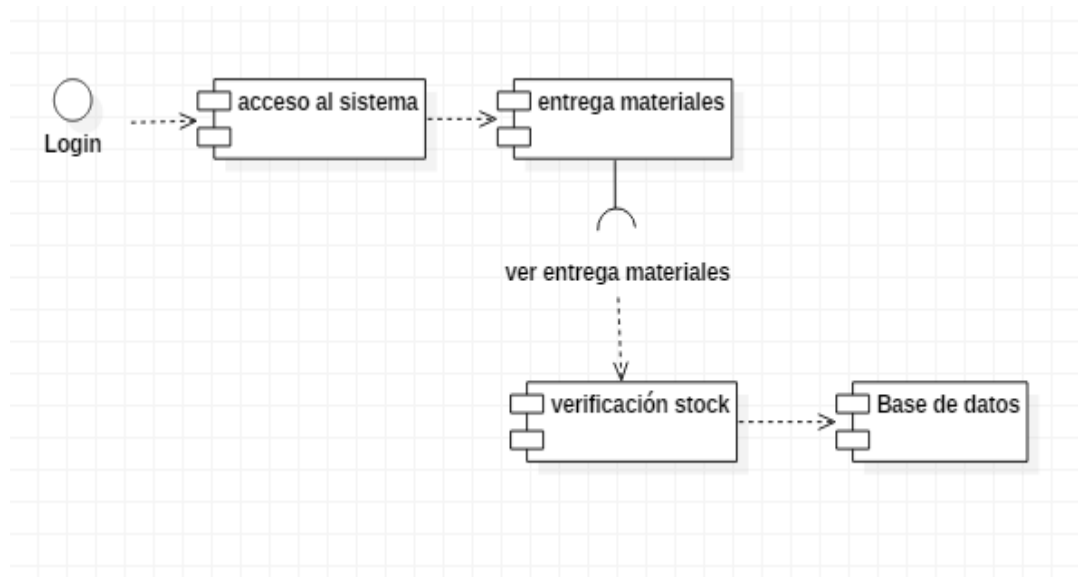 acceso al sistema
entrega materiales
Login
ver entrega materiales
verificación stock
Base de datos